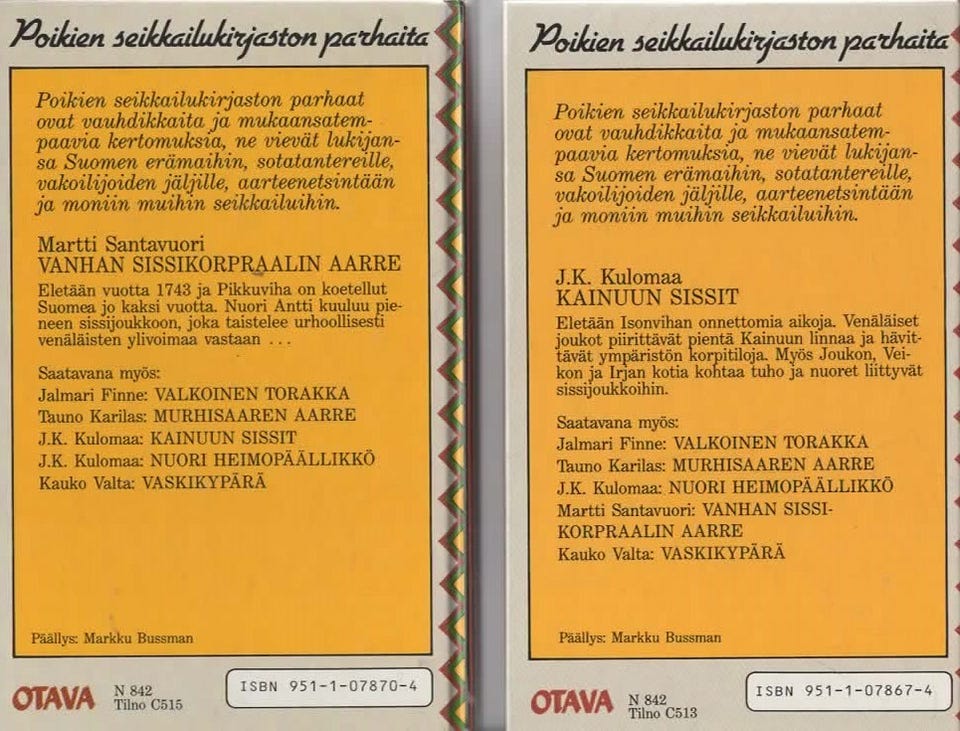 Poikien seikkailukirjaston parhaita
Poikien seikkailukirjaston parhaat
ovat vauhdikkaita ja mukaansatem-
paavia kertomuksia, ne vievät lukijan-
sa Suomen erämaihin, sotatantereille,
vakoilijoiden jäljille, aarteenetsintään
ja moniin muihin seikkailuihin.
Martti Santavuori
VANHAN SISSIKORPRAALIN AARRE
Eletään vuotta 1743 ja Pikkuviha on koetellut
Suomea jo kaksi vuotta. Nuori Antti kuuluu pie-
neen sissijoukkoon, joka taistelee urhoollisesti
venäläisten ylivoimaa vastaan ...
Saatavana myös:
Jalmari Finne: VALKOINEN TORAKKA
Tauno Karilas: MURHISAAREN AARRE
J.K. Kulomaa: KAINUUN SISSIT
J.K. Kulomaa: NUORI HEIMOPÄÄLLIKKÖ
Kauko Valta: VASKIKYPÄRÄ
Päällys: Markku Bussman
OTAVA
N 842
Tilno C515
ISBN 951-1-07870-4
Poikien seikkailukirjaston parhaita
Poikien seikkailukirjaston parhaat
ovat vauhdikkaita ja mukaansatem-
paavia kertomuksia, ne vievät lukijan-
sa Suomen erämaihin, sotatantereille,
vakoilijoiden jäljille, aarteenetsintään
ja moniin muihin seikkailuihin.
J.K. Kulomaa
KAINUUN SISSIT
Eletään Isonvihan onnettomia aikoja. Venäläiset
joukot piirittävät pientä Kainuun linnaa ja hävit-
tävät ympäristön korpitiloja. Myös Joukon, Vei-
kon ja Irjan kotia kohtaa tuho ja nuoret liittyvät
sissijoukkoihin.
Saatavana myös:
Jalmari Finne: VALKOINEN TORAKKA
Tauno Karilas: MURHISAAREN AARRE
J.K. Kulomaa: NUORI HEIMOPÄÄLLIKKÖ
Martti Santavuori: VANHAN SISSI-
KORPRAALIN AARRE
Kauko Valta: VASKIKYPÄRÄ
Päällys: Markku Bussman
OTAVA
N 842
Tilno C513
ISBN 951-1-07867-4